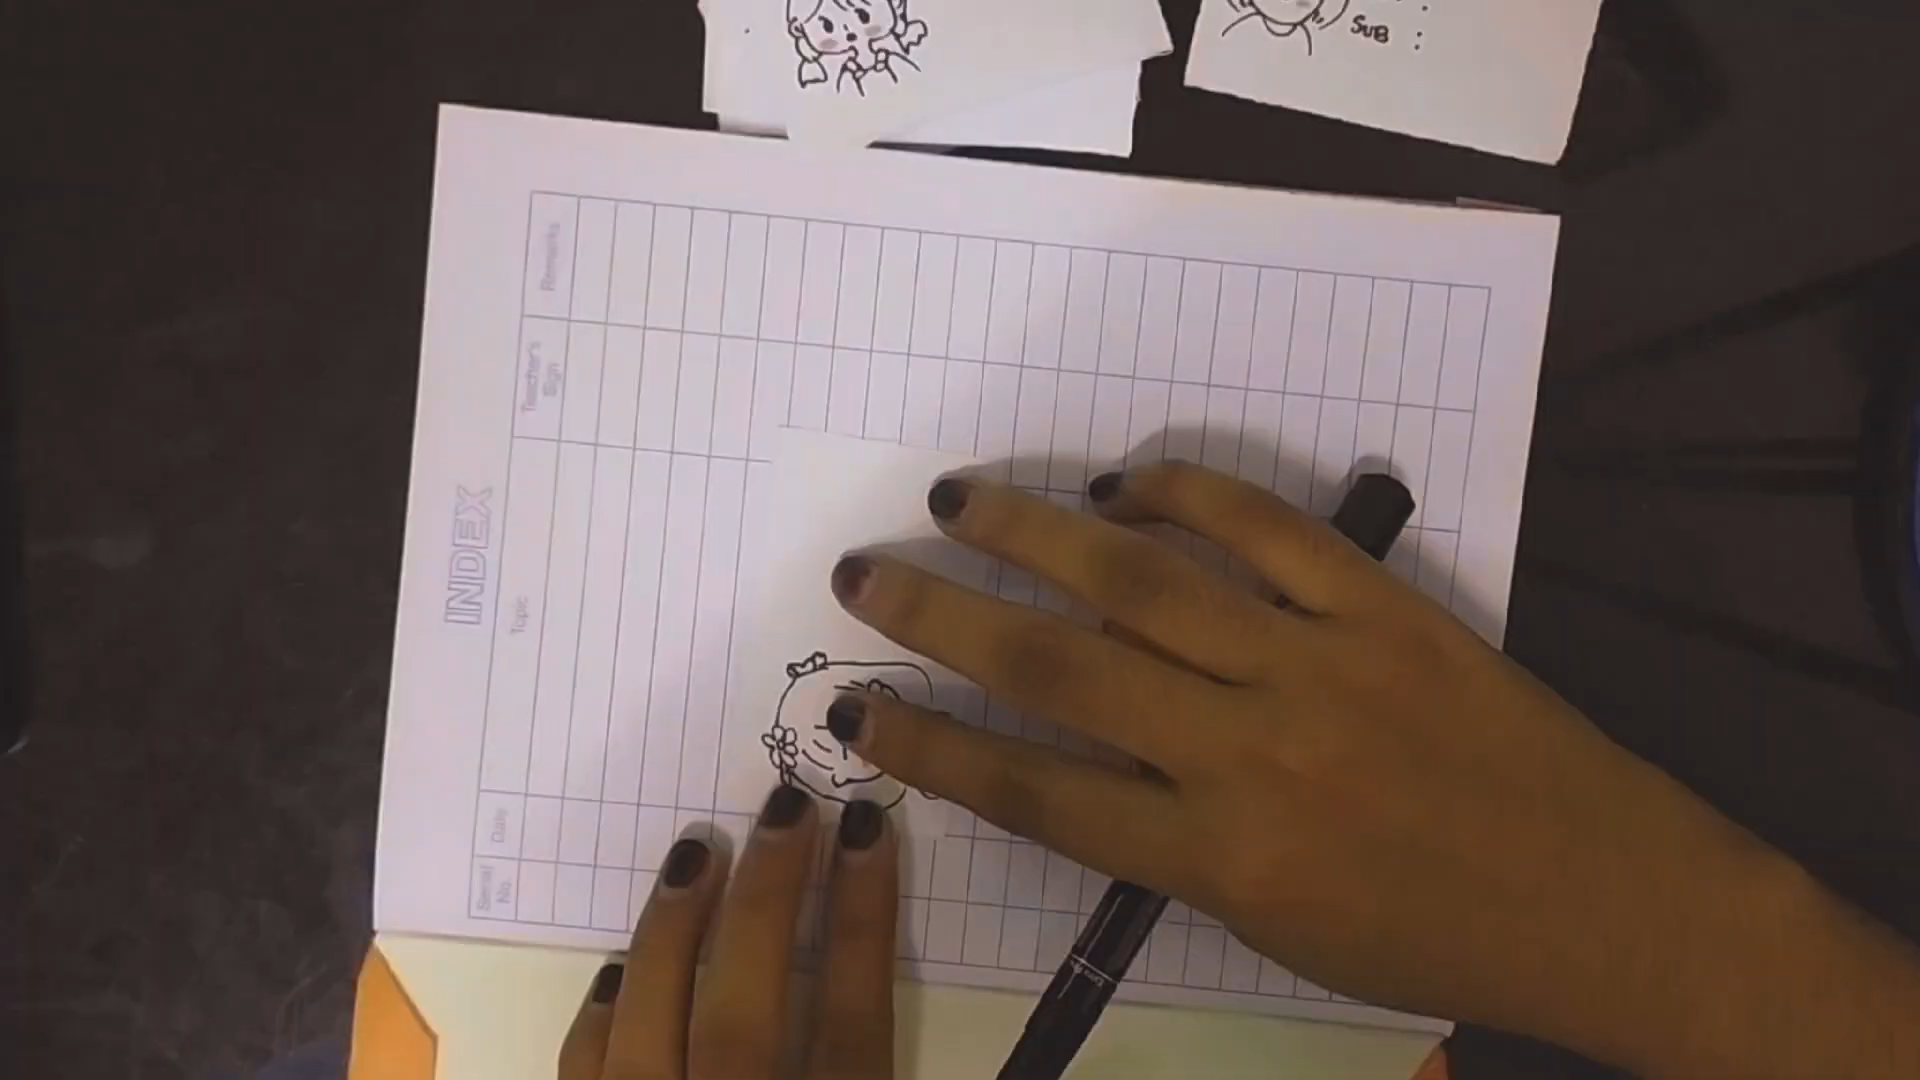 SUB :
INDEX
Serial
No.
Date
Topic
Teacher's
Sign
Remarks